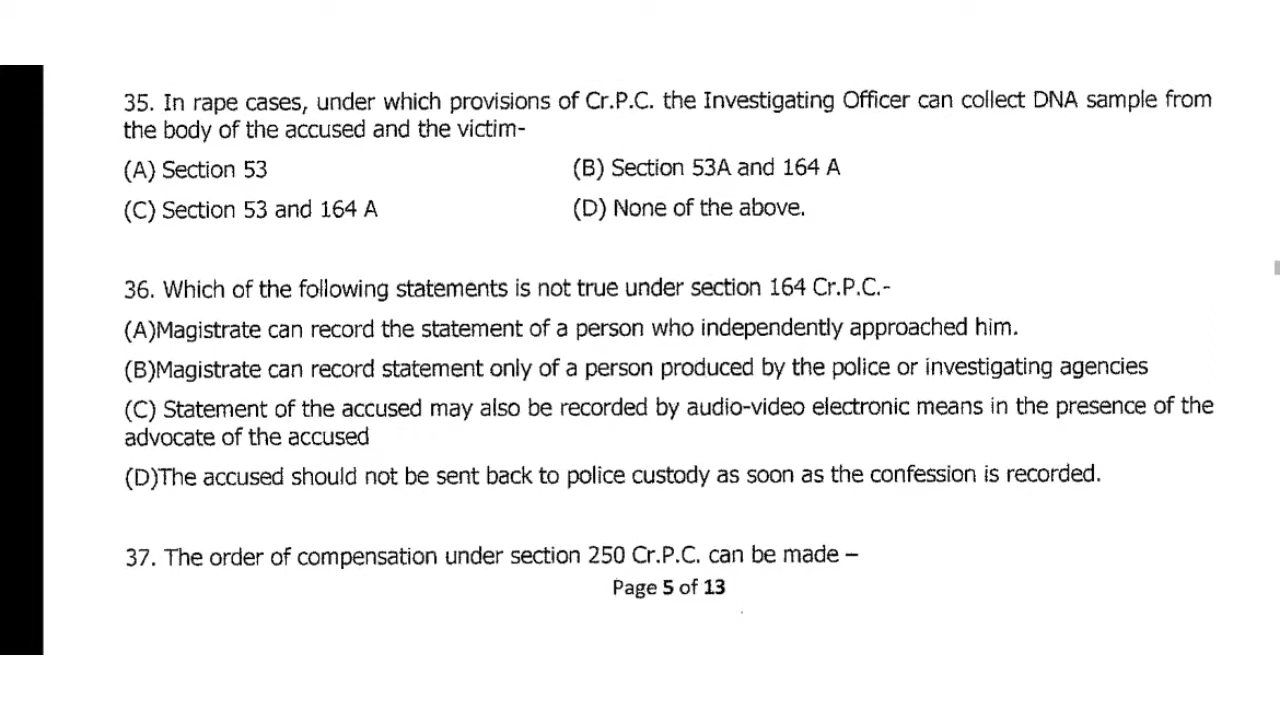 35. In rape cases, under which provisions of Cr.P.C. the Investigating Officer can collect DNA sample from
the body of the accused and the victim-
(A) Section 53
(B) Section 53A and 164 A
(C) Section 53 and 164 A
(D) None of the above.
36. Which of the following statements is not true under section 164 Cr.P.C.-
(A)Magistrate can record the statement of a person who independently approached him.
(B)Magistrate can record statement only of a person produced by the police or investigating agencies
(C) Statement of the accused may also be recorded by audio-video electronic means in the presence of the
advocate of the accused
(D)The accused should not be sent back to police custody as soon as the confession is recorded.
37. The order of compensation under section 250 Cr.P.C. can be made –
Page 5 of 13